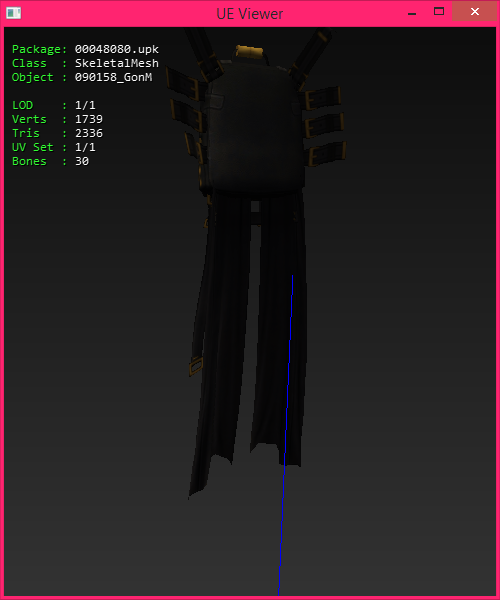 UE Viewer
Package: 00048080.upk
Class : SkeletalMesh
Object : 090158_GonM
LOD : 1/1
Verts : 1739
Tris : 2336
UV Set : 1/1
Bones : 30